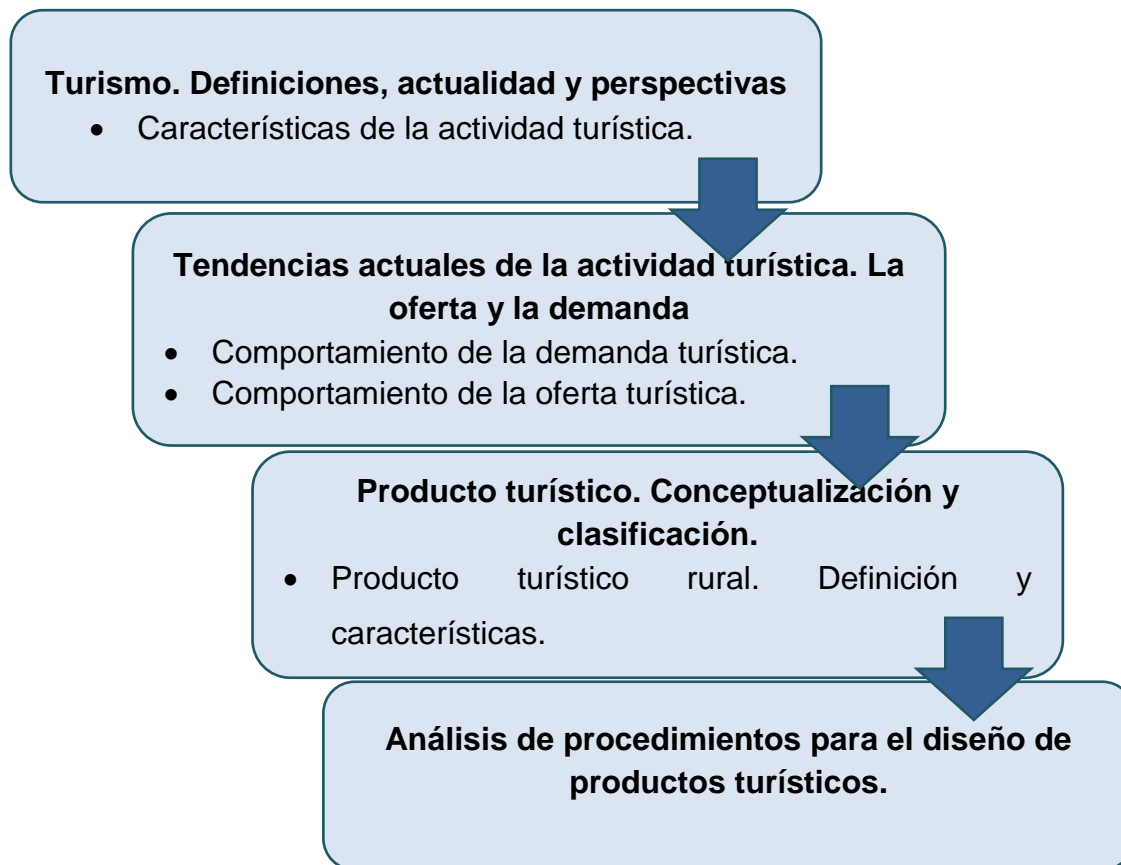 Turismo. Definiciones, actualidad y perspectivas
• Características de la actividad turística.
Tendencias actuales de la actividad turística. La
oferta y la demanda
• Comportamiento de la demanda turística.
• Comportamiento de la oferta turística.
Producto turístico. Conceptualización y
clasificación.
• Producto turístico rural. Definición y
características.
Análisis de procedimientos para el diseño de
productos turísticos.